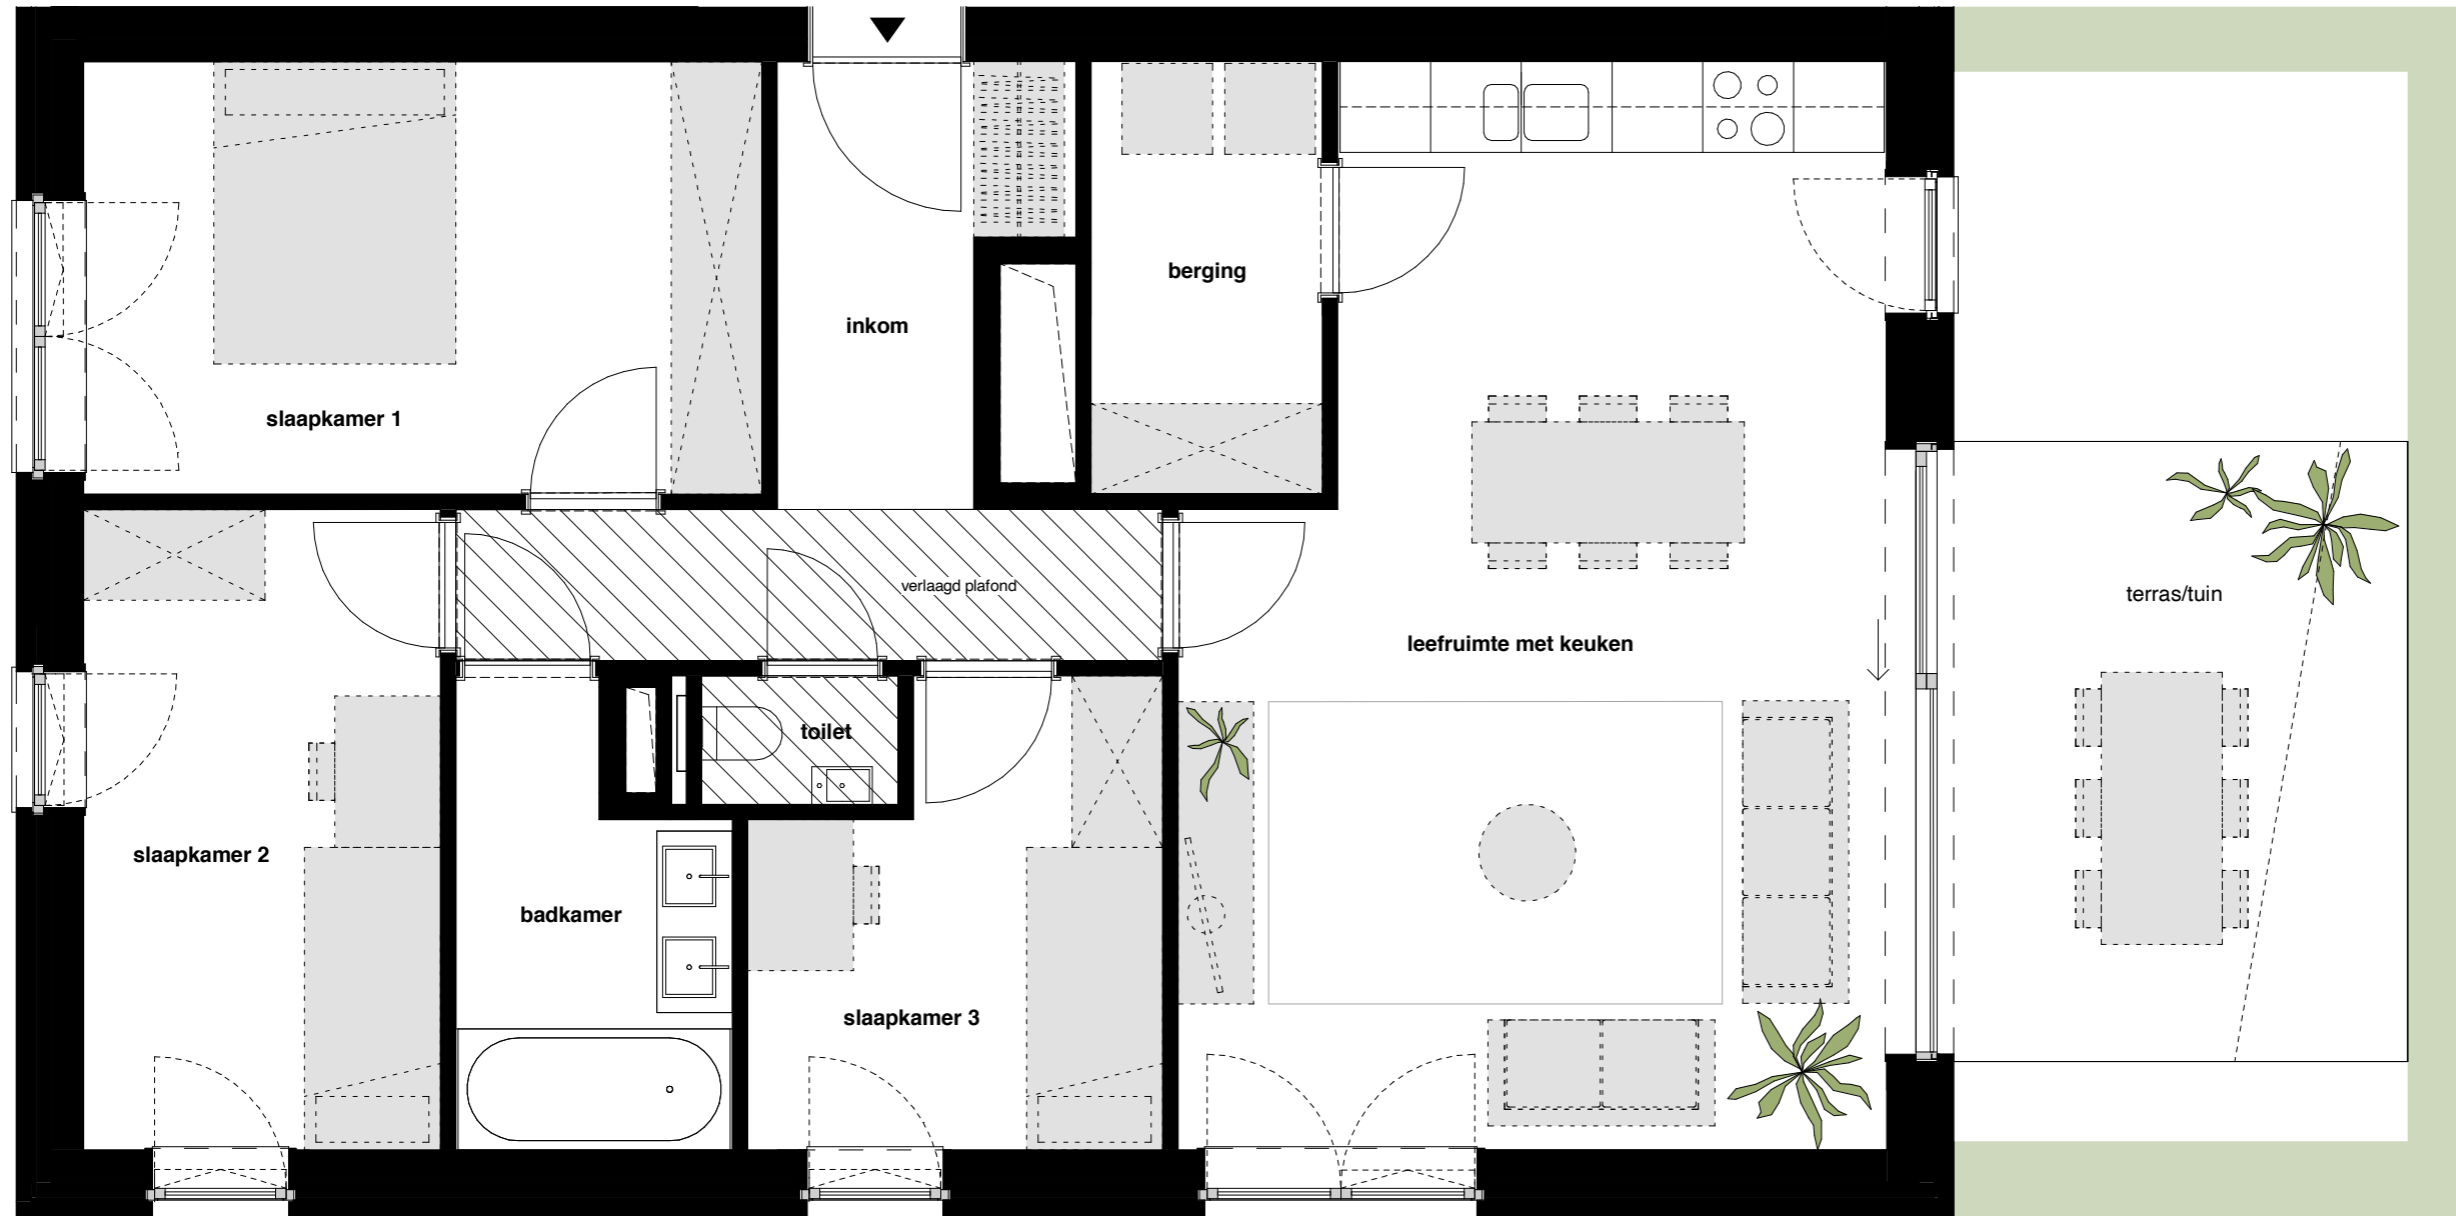 berging
inkom
slaapkamer 1
verlaagd plafond
terras/tuin
leefruimte met keuken
toilet
slaapkamer 2
badkamer
slaapkamer 3